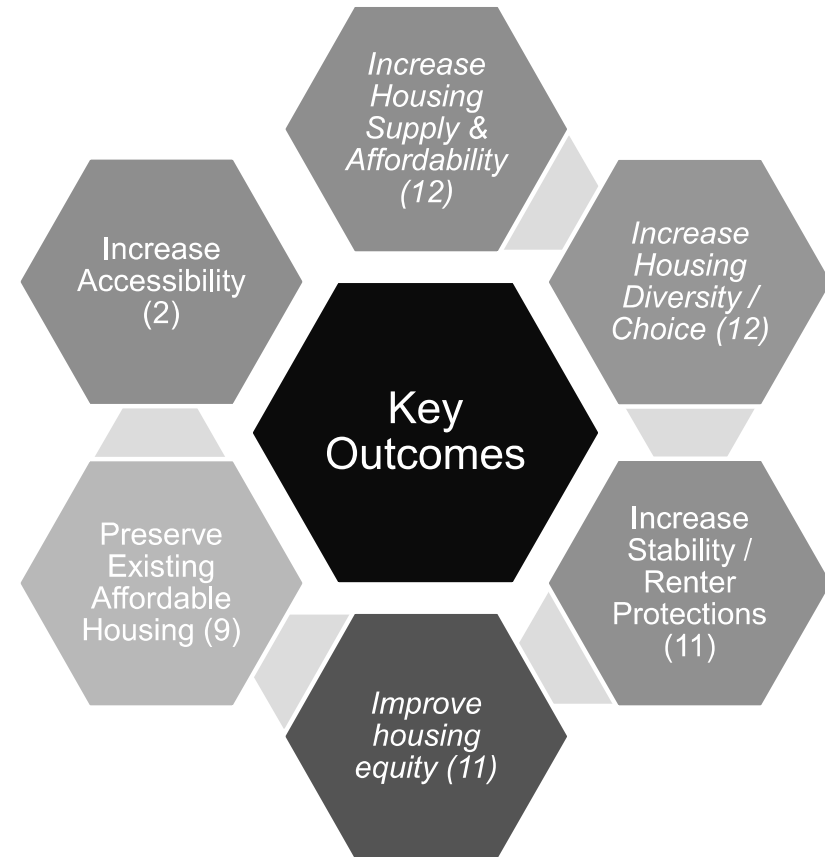 Increase
Housing
Supply &
Affordability
(12)
Increase
Housing
Diversity /
Choice (12)
Increase
Stability /
Renter
Protections
(11)
Improve
housing
equity (11)
Preserve
Existing
Affordable
Housing (9)
Increase
Accessibility
(2)
Key
Outcomes